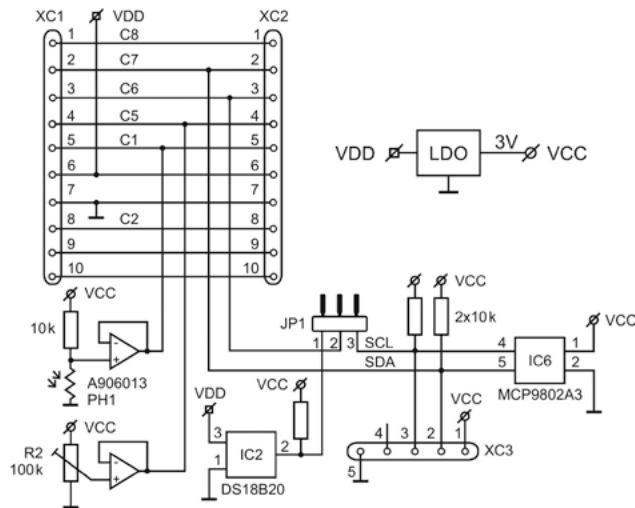 XC1
VDD
XC2
1 C8 1
2 C7 2
3 C6 3
4 C5 4
5 C1 5
6 6
7 7
8 C2 8
9 9
10 10
VDD LDO 3V VCC
VCC
10k
-
+
A906013
PH1
VCC
R2
100k
-
+
JP1
1 2 3
VCC VCC
2x10k
SCL
SDA
VCC
4 IC6 1
5 2
MCP9802A3
VDD
VCC
3
IC2 2
1
DS18B20
VCC
4 3 2 1
XC3
5